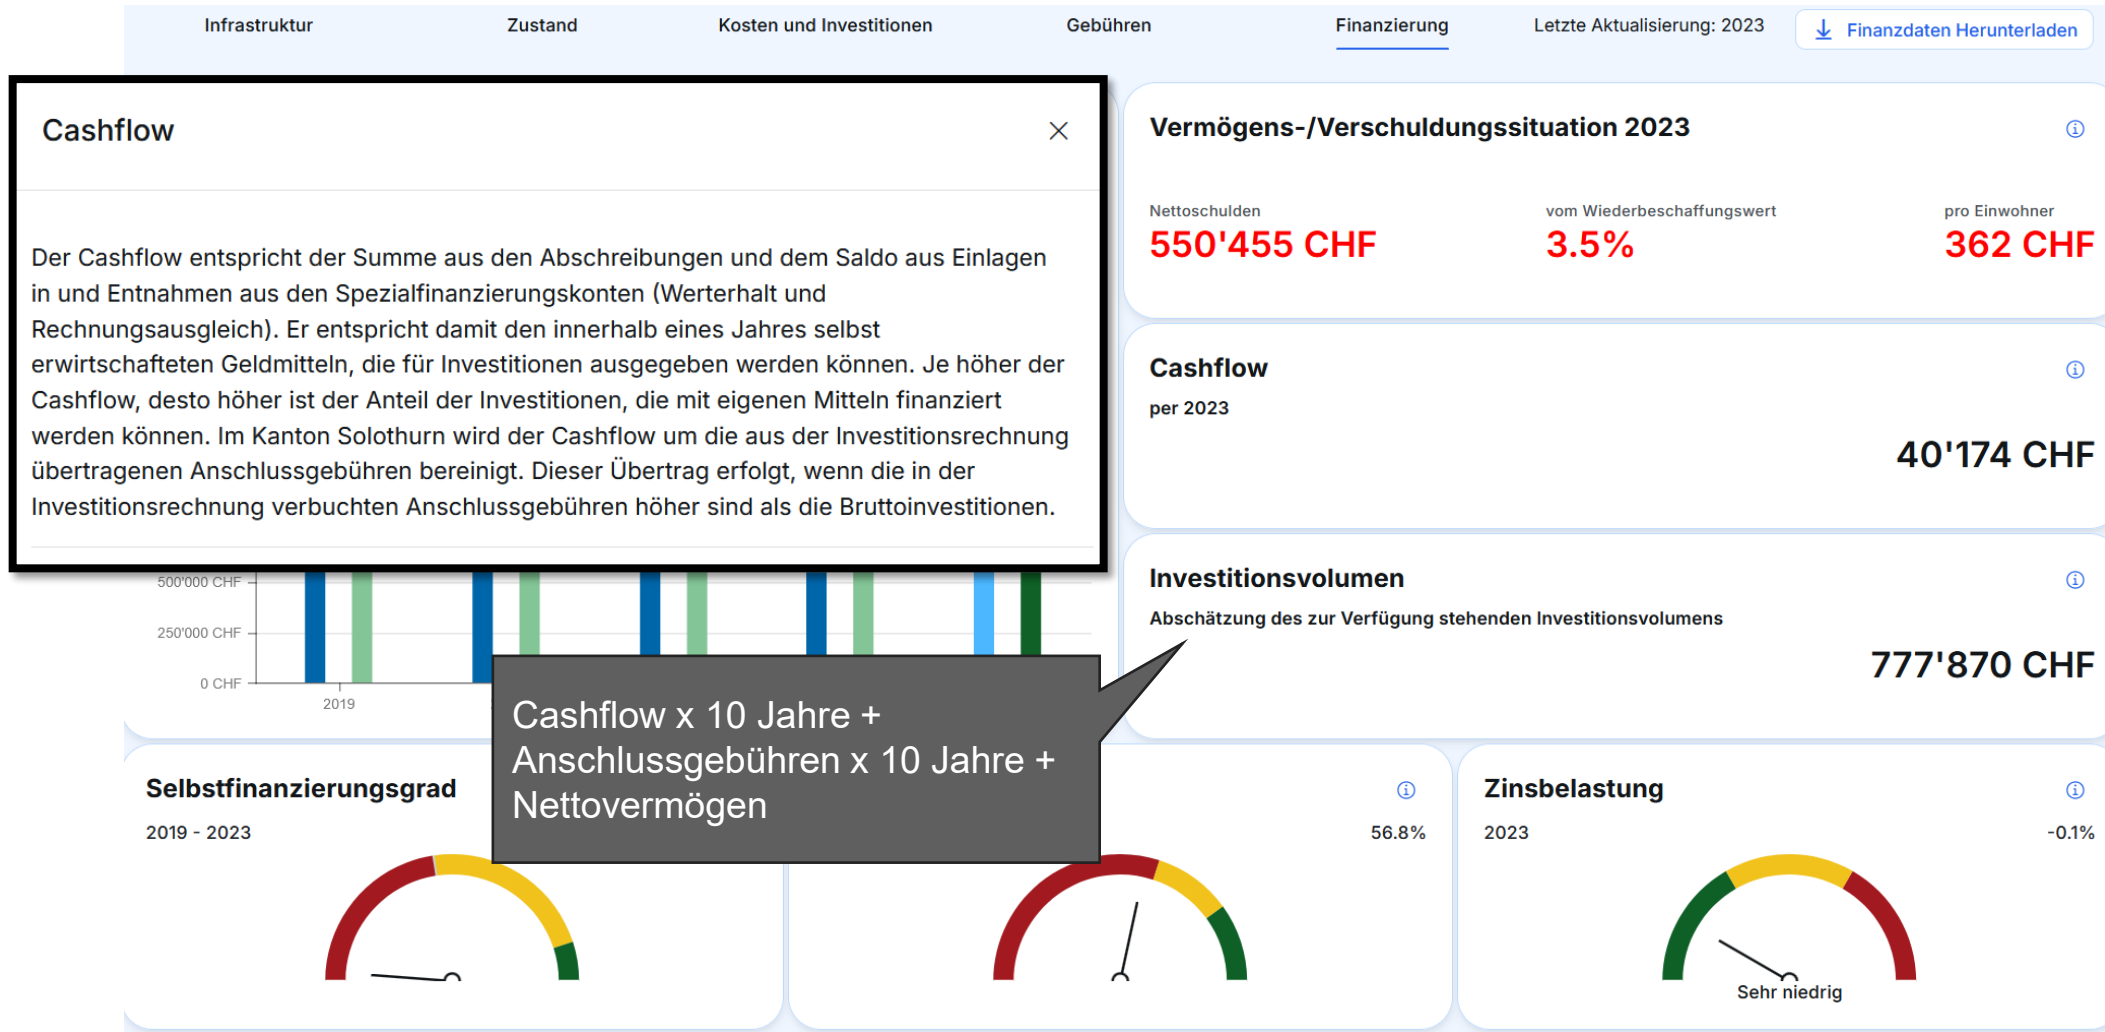 Infrastruktur
Zustand
Kosten und Investitionen
Gebühren
Finanzierung
Letzte Aktualisierung: 2023
Finanzdaten Herunterladen
Cashflow
Der Cashflow entspricht der Summe aus den Abschreibungen und dem Saldo aus Einlagen
in und Entnahmen aus den Spezialfinanzierungskonten (Werterhalt und
Rechnungsausgleich). Er entspricht damit den innerhalb eines Jahres selbst
erwirtschafteten Geldmitteln, die für Investitionen ausgegeben werden können. Je höher der
Cashflow, desto höher ist der Anteil der Investitionen, die mit eigenen Mitteln finanziert
werden können. Im Kanton Solothurn wird der Cashflow um die aus der Investitionsrechnung
übertragenen Anschlussgebühren bereinigt. Dieser Übertrag erfolgt, wenn die in der
Investitionsrechnung verbuchten Anschlussgebühren höher sind als die Bruttoinvestitionen.
Vermögens-/Verschuldungssituation 2023
Nettoschulden
550'455 CHF
vom Wiederbeschaffungswert
3.5%
pro Einwohner
362 CHF
Cashflow
per 2023
40'174 CHF
Investitionsvolumen
Abschätzung des zur Verfügung stehenden Investitionsvolumens
777'870 CHF
500'000 CHF
250'000 CHF
0 CHF
2019
Cashflow x 10 Jahre +
Anschlussgebühren x 10 Jahre +
Nettovermögen
Selbstfinanzierungsgrad
2019 - 2023
56.8%
Zinsbelastung
2023
-0.1%
Sehr niedrig